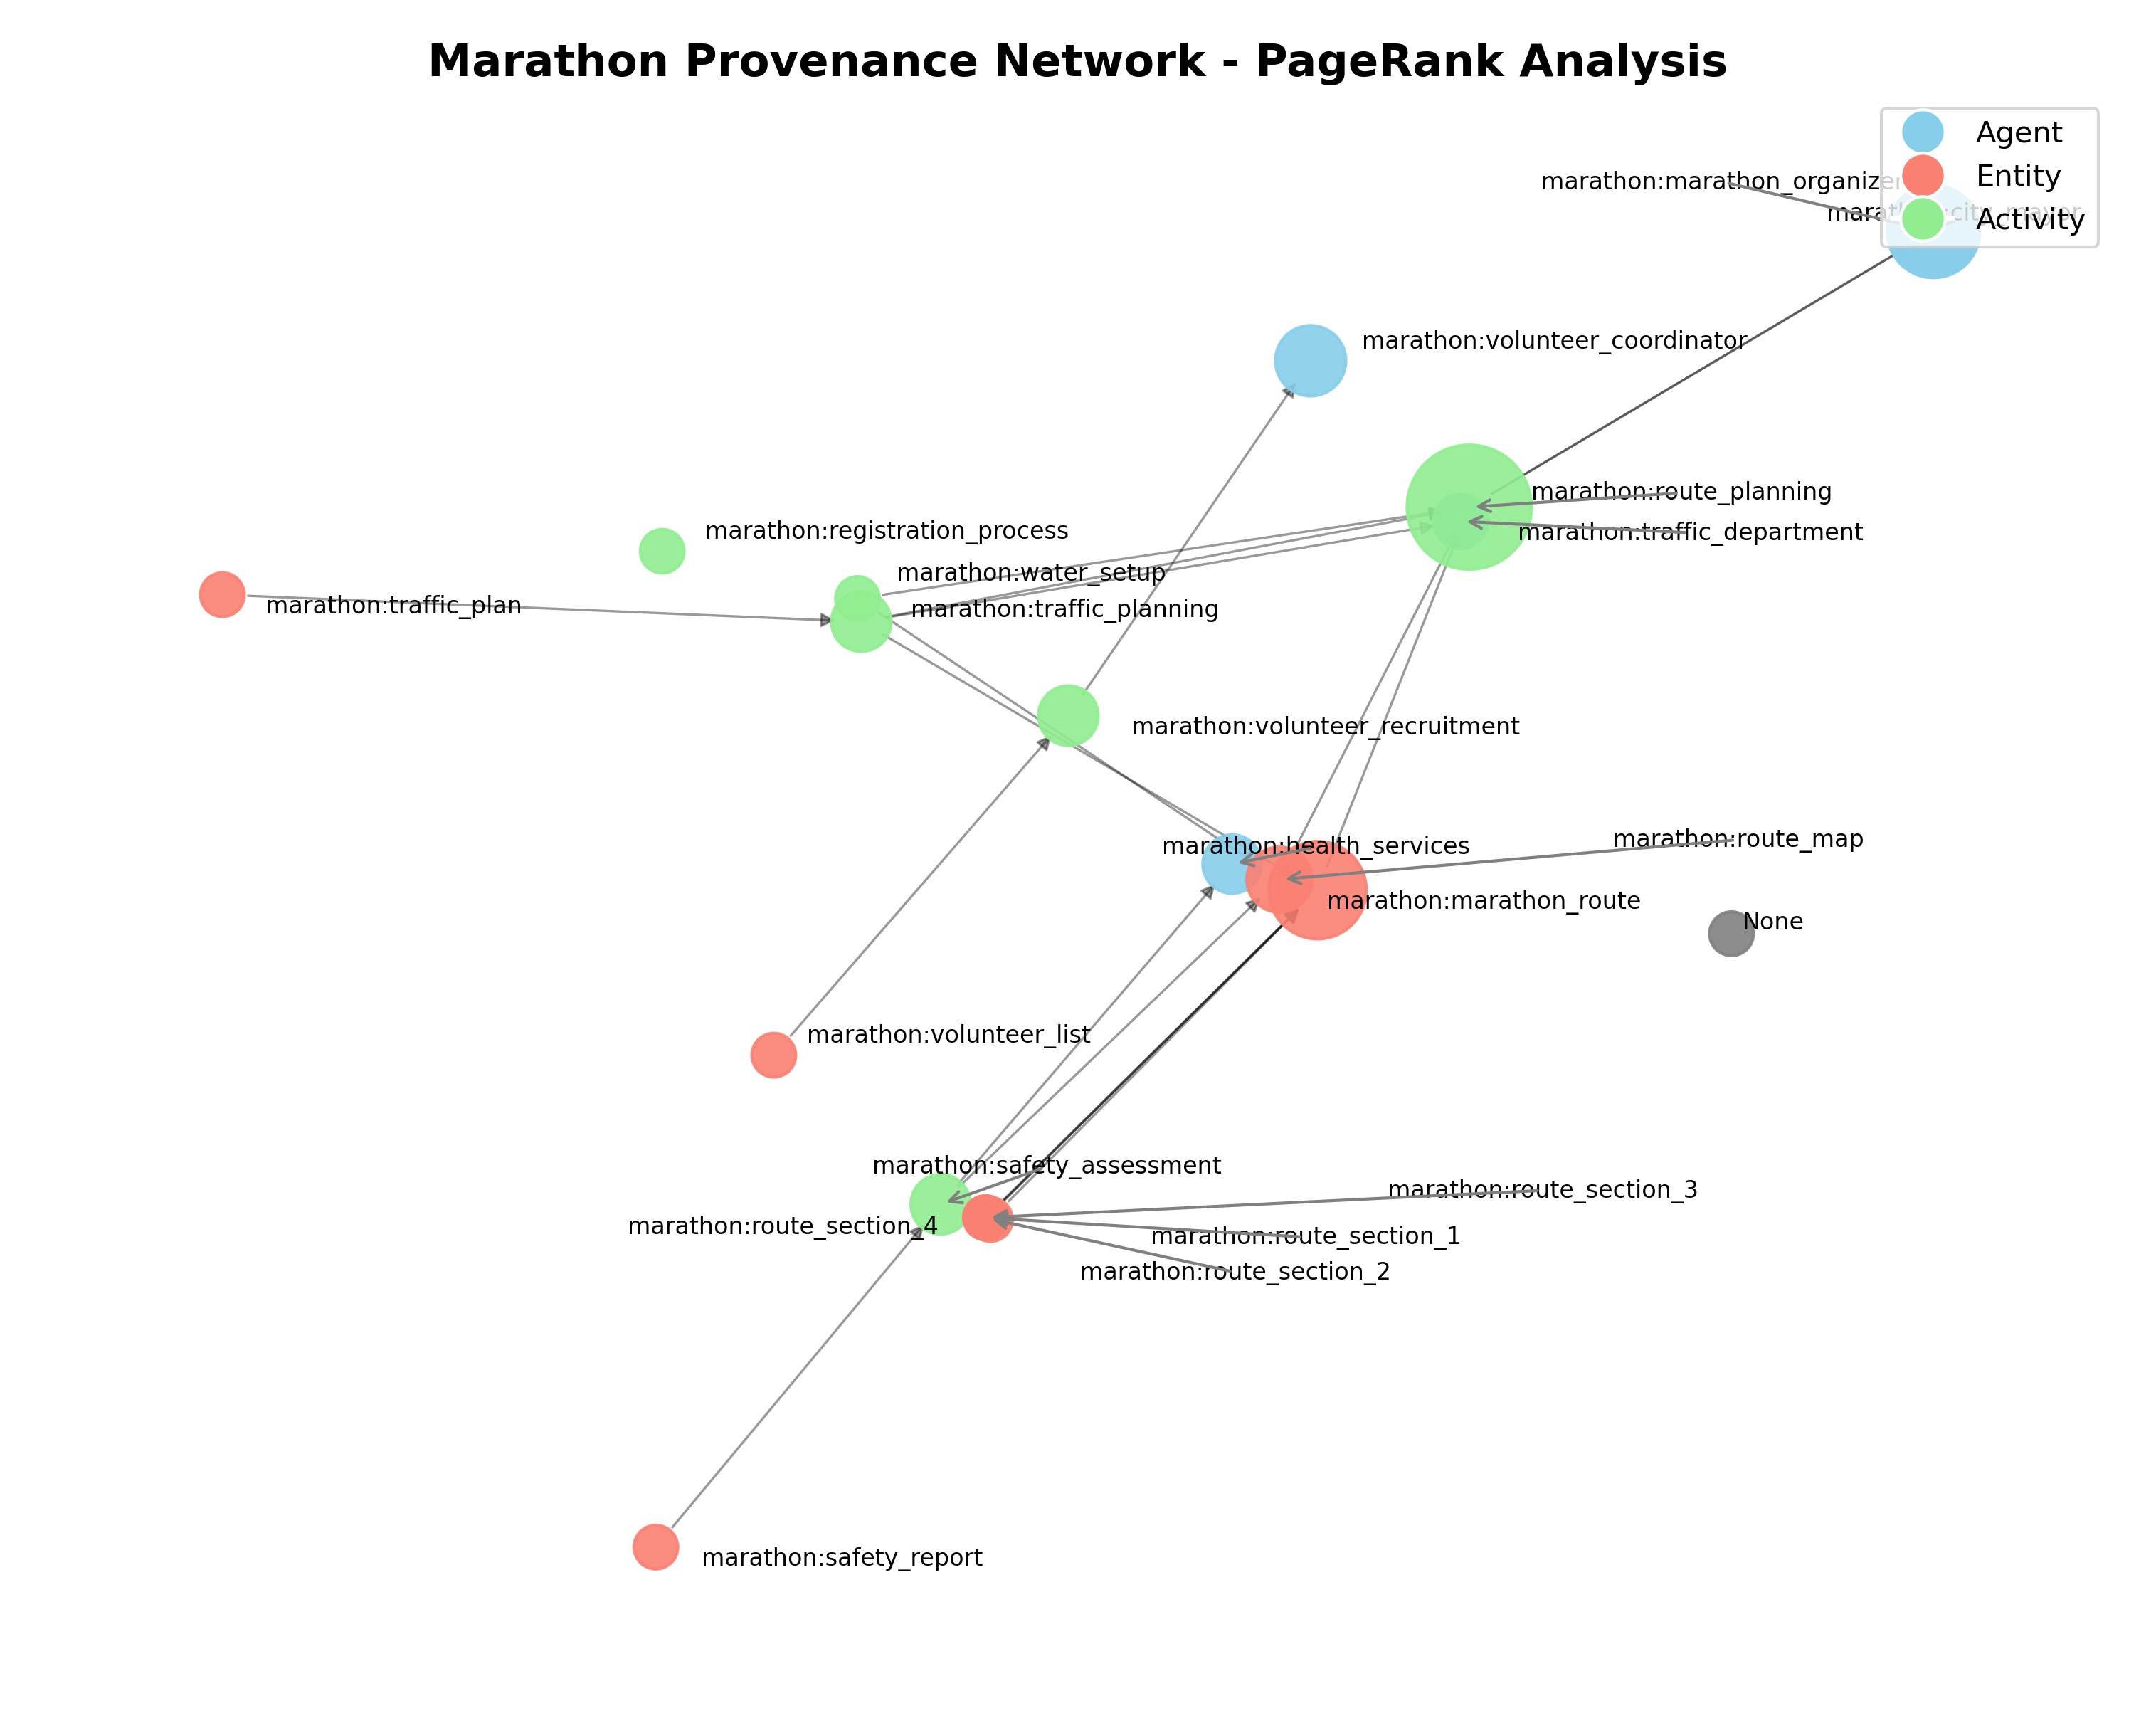 Marathon Provenance Network - PageRank Analysis
Agent
Entity
Activity
marathon:marathon_organizer
marathon:city_mayor
marathon:volunteer_coordinator
marathon:route_planning
marathon:traffic_department
marathon:registration_process
marathon:water_setup
marathon:traffic_plan
marathon:traffic_planning
marathon:volunteer_recruitment
marathon:health_services
marathon:route_map
marathon:marathon_route
None
marathon:volunteer_list
marathon:safety_assessment
marathon:route_section_3
marathon:route_section_4
marathon:route_section_1
marathon:route_section_2
marathon:safety_report